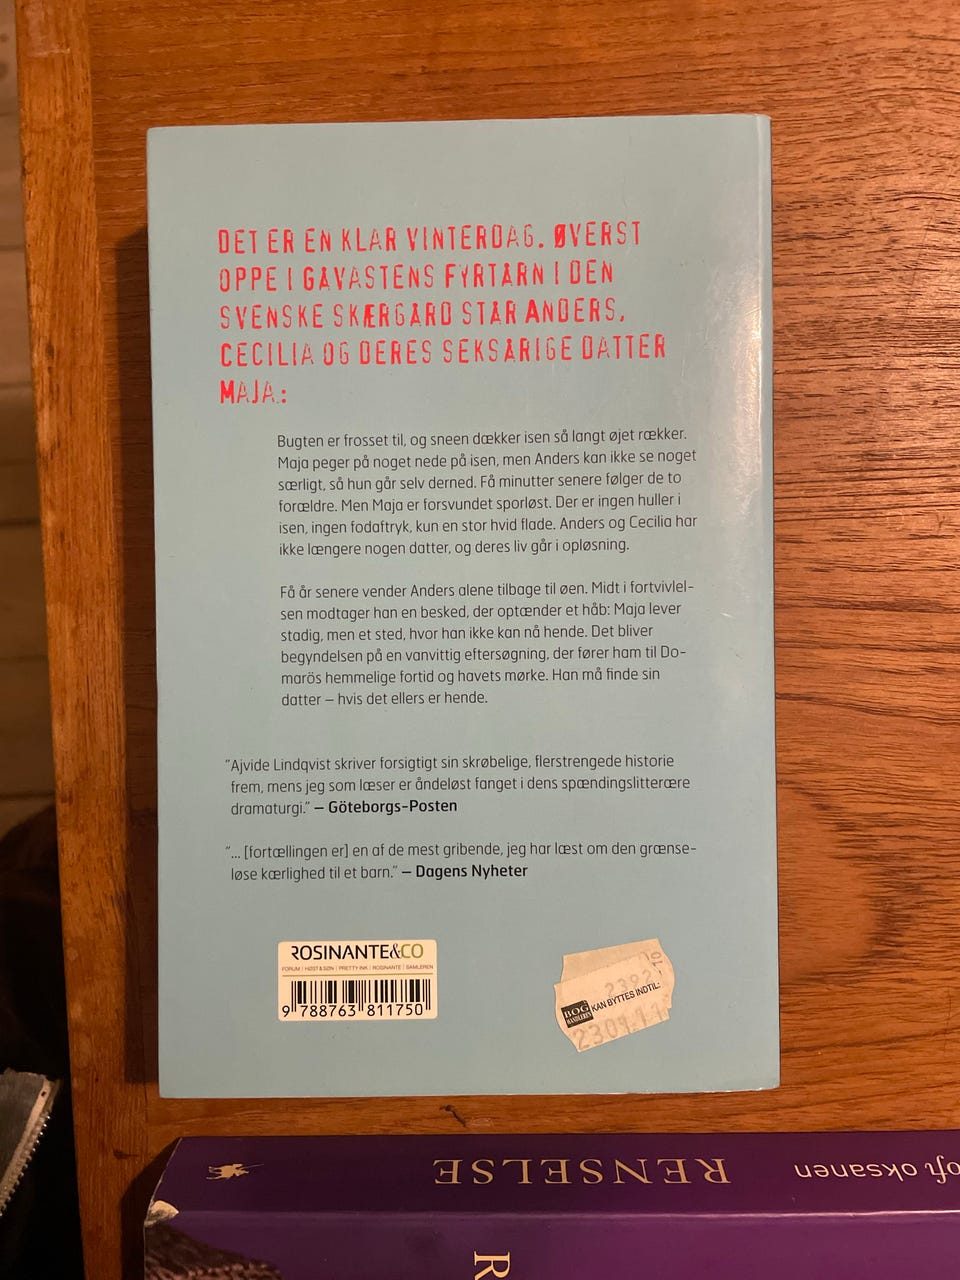 DET ER EN KLAR VINTERDAG. ØVERST
OPPE I GÅVASTENS FYRTÅRN I DEN
SVENSKE SKÆRGÅRD STÅR ANDERS,
CECILIA OG DERES SEKSÅRIGE DATTER
MAJA:
Bugten er frosset til, og sneen dækker isen så langt øjet rækker.
Maja peger på noget nede på isen, men Anders kan ikke se noget
særligt, så hun går selv derned. Få minutter senere følger de to
forældre. Men Maja er forsvundet sporløst. Der er ingen huller i
isen, ingen fodaftryk, kun en stor hvid flade. Anders og Cecilia har
ikke længere nogen datter, og deres liv går i opløsning.
Få år senere vender Anders alene tilbage til øen. Midt i fortvivlel-
sen modtager han en besked, der optænder et håb: Maja lever
stadig, men et sted, hvor han ikke kan nå hende. Det bliver
begyndelsen på en vanvittig eftersøgning, der fører ham til Do-
marös hemmelige fortid og havets mørke. Han må finde sin
datter – hvis det ellers er hende.
"Ajvide Lindqvist skriver forsigtigt sin skrøbelige, flerstrengede historie
frem, mens jeg som læser er åndeløst fanget i dens spændingslitterære
dramaturgi." – Göteborgs-Posten
"... [fortællingen er] en af de mest gribende, jeg har læst om den grænse-
løse kærlighed til et barn." – Dagens Nyheter
ROSINANTE&CO
FORUM | HØST & SØN | PRETTY INK | ROSINANTE | SAMLEREN
9 788763 811750
BOG
HANDLEREN
KAN BYTTES INDTIL:
RENSELSE
oksanen
R